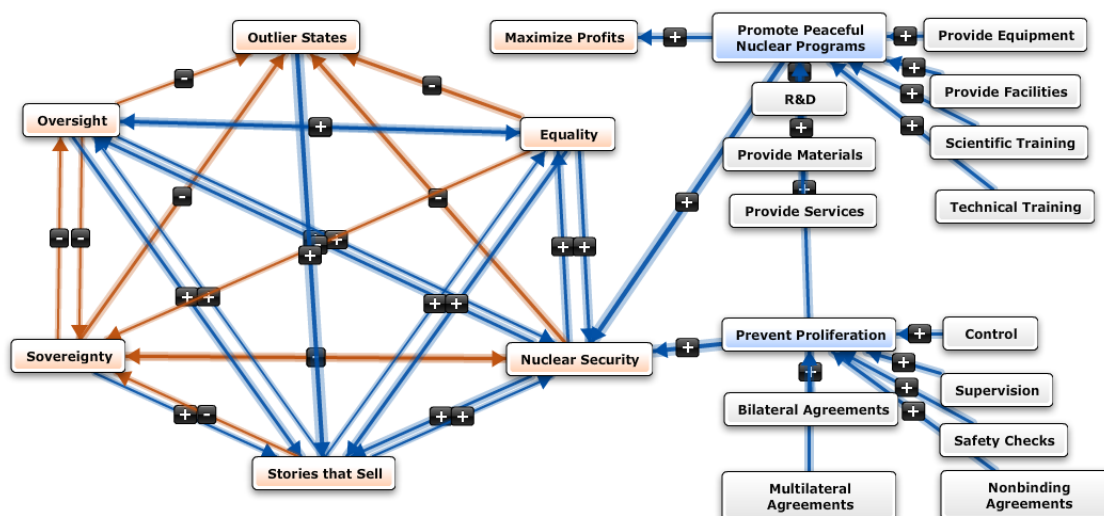 Outlier States
Maximize Profits
+
Promote Peaceful
Nuclear Programs
+
Provide Equipment
-
-
+
Provide Facilities
R&D
+
Oversight
+
Equality
+
Scientific Training
Provide Materials
+
-
-
+
Provide Services
+
Technical Training
-
-
+
+
+
+
+
+
+
+
+
+
Sovereignty
-
Nuclear Security
+
Prevent Proliferation
+
Control
+
+
Supervision
+
-
+
+
Bilateral Agreements
+
+
Safety Checks
Stories that Sell
Multilateral
Agreements
Nonbinding
Agreements